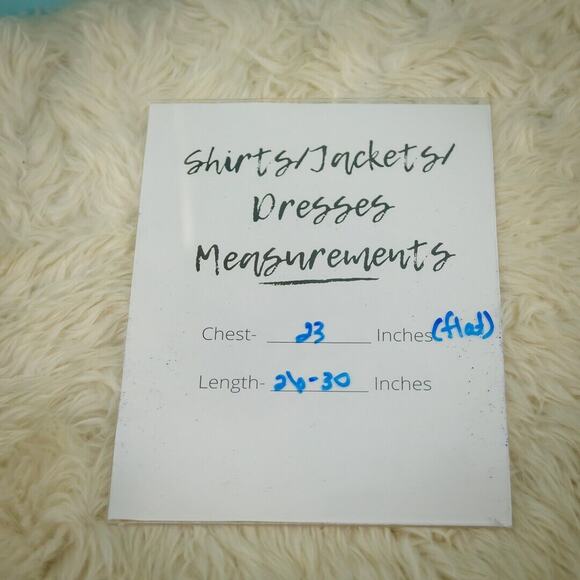 Shirts/Jackets/
Dresses
Measurements
Chest- 23 Inches (flat)
Length- 26-30 Inches